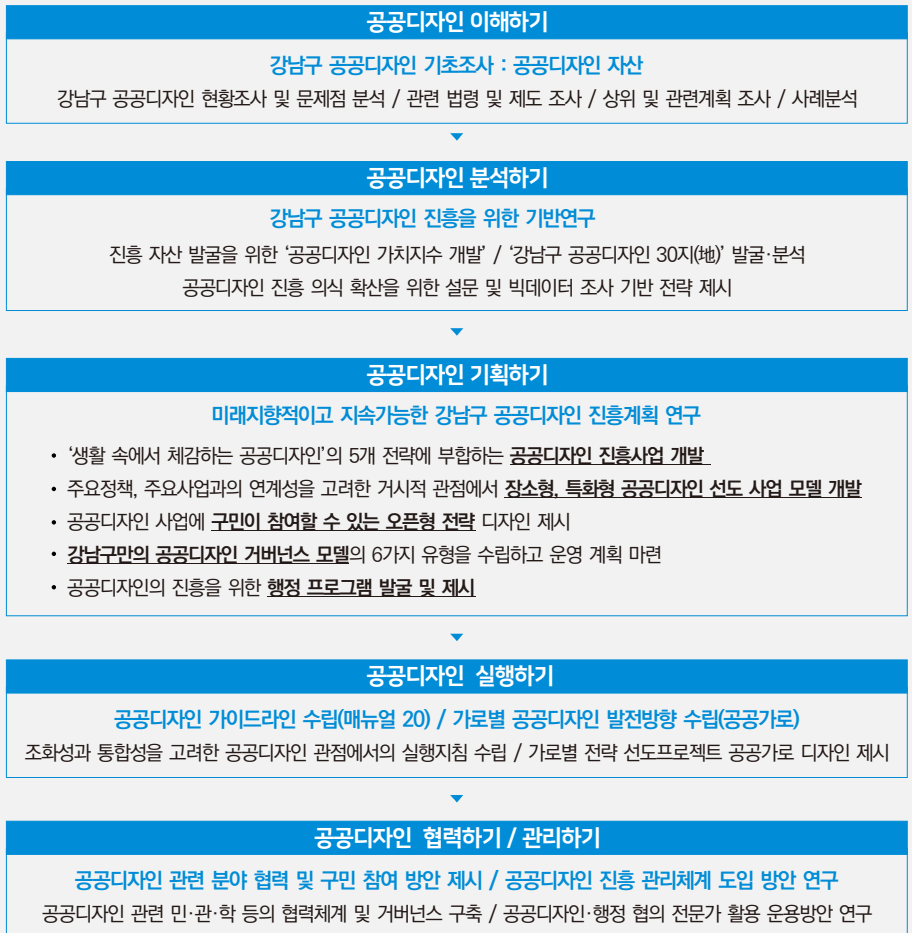 공공디자인 이해하기
강남구 공공디자인 기초조사 : 공공디자인 자산
강남구 공공디자인 현황조사 및 문제점 분석 / 관련 법령 및 제도 조사 / 상위 및 관련계획 조사 / 사례분석
공공디자인 분석하기
강남구 공공디자인 진흥을 위한 기반연구
진흥 자산 발굴을 위한 ‘공공디자인 가치지수 개발’ / ‘강남구 공공디자인 30지(地)’ 발굴·분석
공공디자인 진흥 의식 확산을 위한 설문 및 빅데이터 조사 기반 전략 제시
공공디자인 기획하기
미래지향적이고 지속가능한 강남구 공공디자인 진흥계획 연구
• ‘생활 속에서 체감하는 공공디자인’의 5개 전략에 부합하는 공공디자인 진흥사업 개발
• 주요정책, 주요사업과의 연계성을 고려한 거시적 관점에서 장소형, 특화형 공공디자인 선도 사업 모델 개발
• 공공디자인 사업에 구민이 참여할 수 있는 오픈형 전략 디자인 제시
• 강남구만의 공공디자인 거버넌스 모델의 6가지 유형을 수립하고 운영 계획 마련
• 공공디자인의 진흥을 위한 행정 프로그램 발굴 및 제시
공공디자인 실행하기
공공디자인 가이드라인 수립(매뉴얼 20) / 가로별 공공디자인 발전방향 수립(공공가로)
조화성과 통합성을 고려한 공공디자인 관점에서의 실행지침 수립 / 가로별 전략 선도프로젝트 공공가로 디자인 제시
공공디자인 협력하기 / 관리하기
공공디자인 관련 분야 협력 및 구민 참여 방안 제시 / 공공디자인 진흥 관리체계 도입 방안 연구
공공디자인 관련 민·관·학 등의 협력체계 및 거버넌스 구축 / 공공디자인·행정 협의 전문가 활용 운용방안 연구